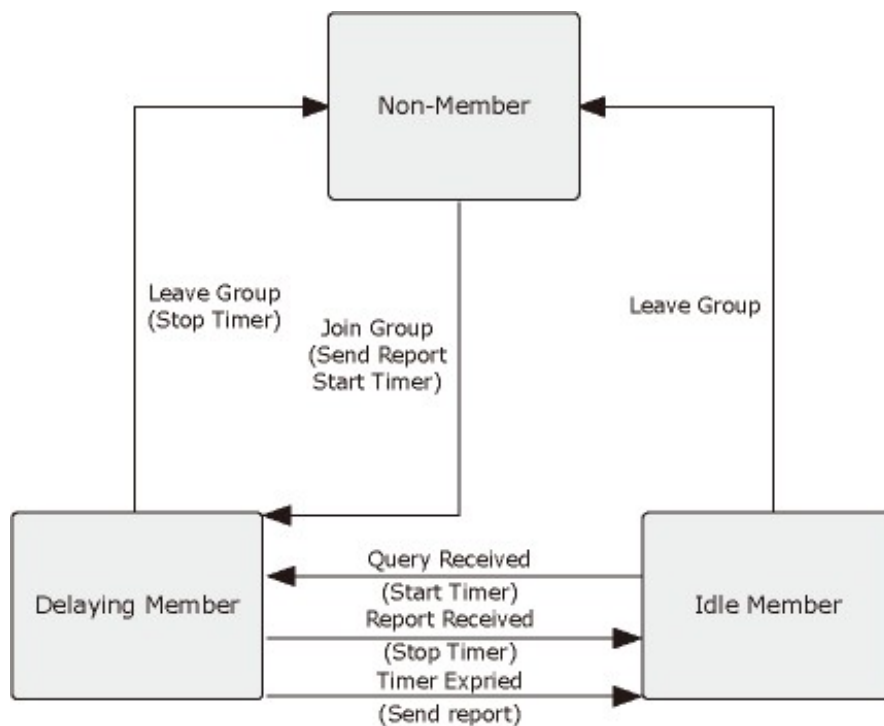 Non-Member
Leave Group
(Stop Timer)
Join Group
(Send Report
Start Timer)
Leave Group
Delaying Member
Query Received
(Start Timer)
Report Received
(Stop Timer)
Timer Expried
(Send report)
Idle Member